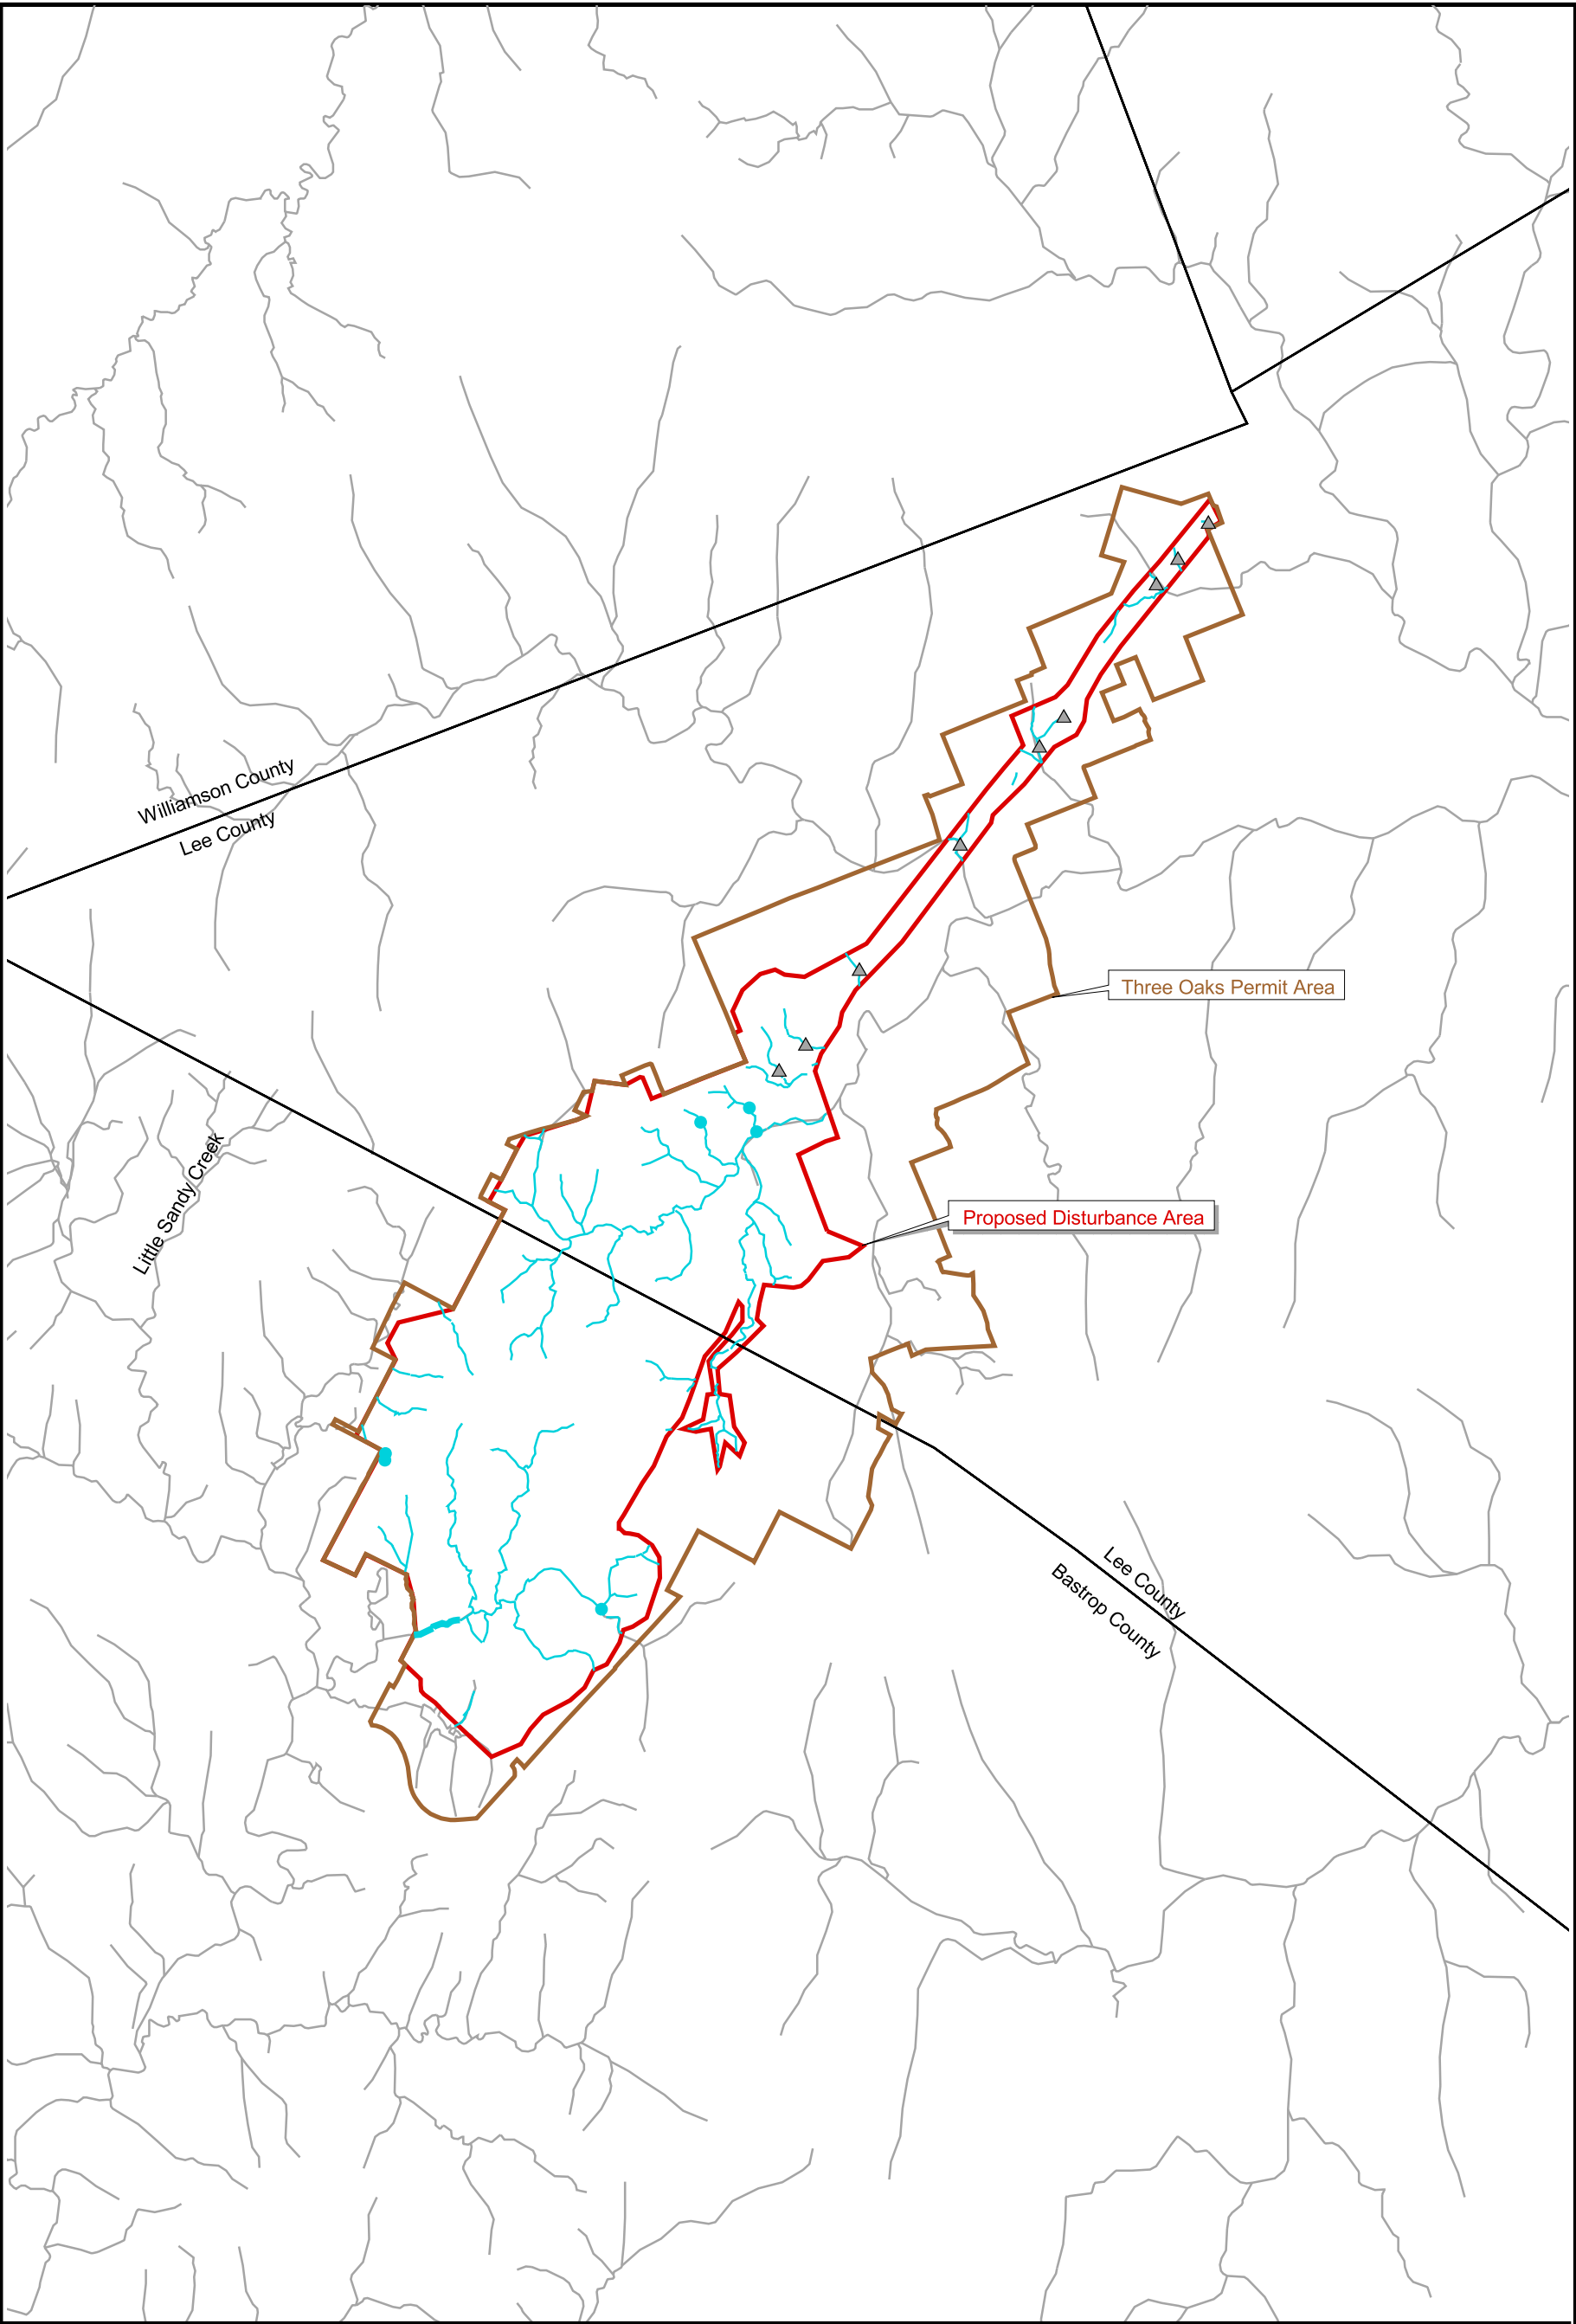 Williamson County
Lee County
Three Oaks Permit Area
Little Sandy Creek
Proposed Disturbance Area
Lee County
Bastrop County